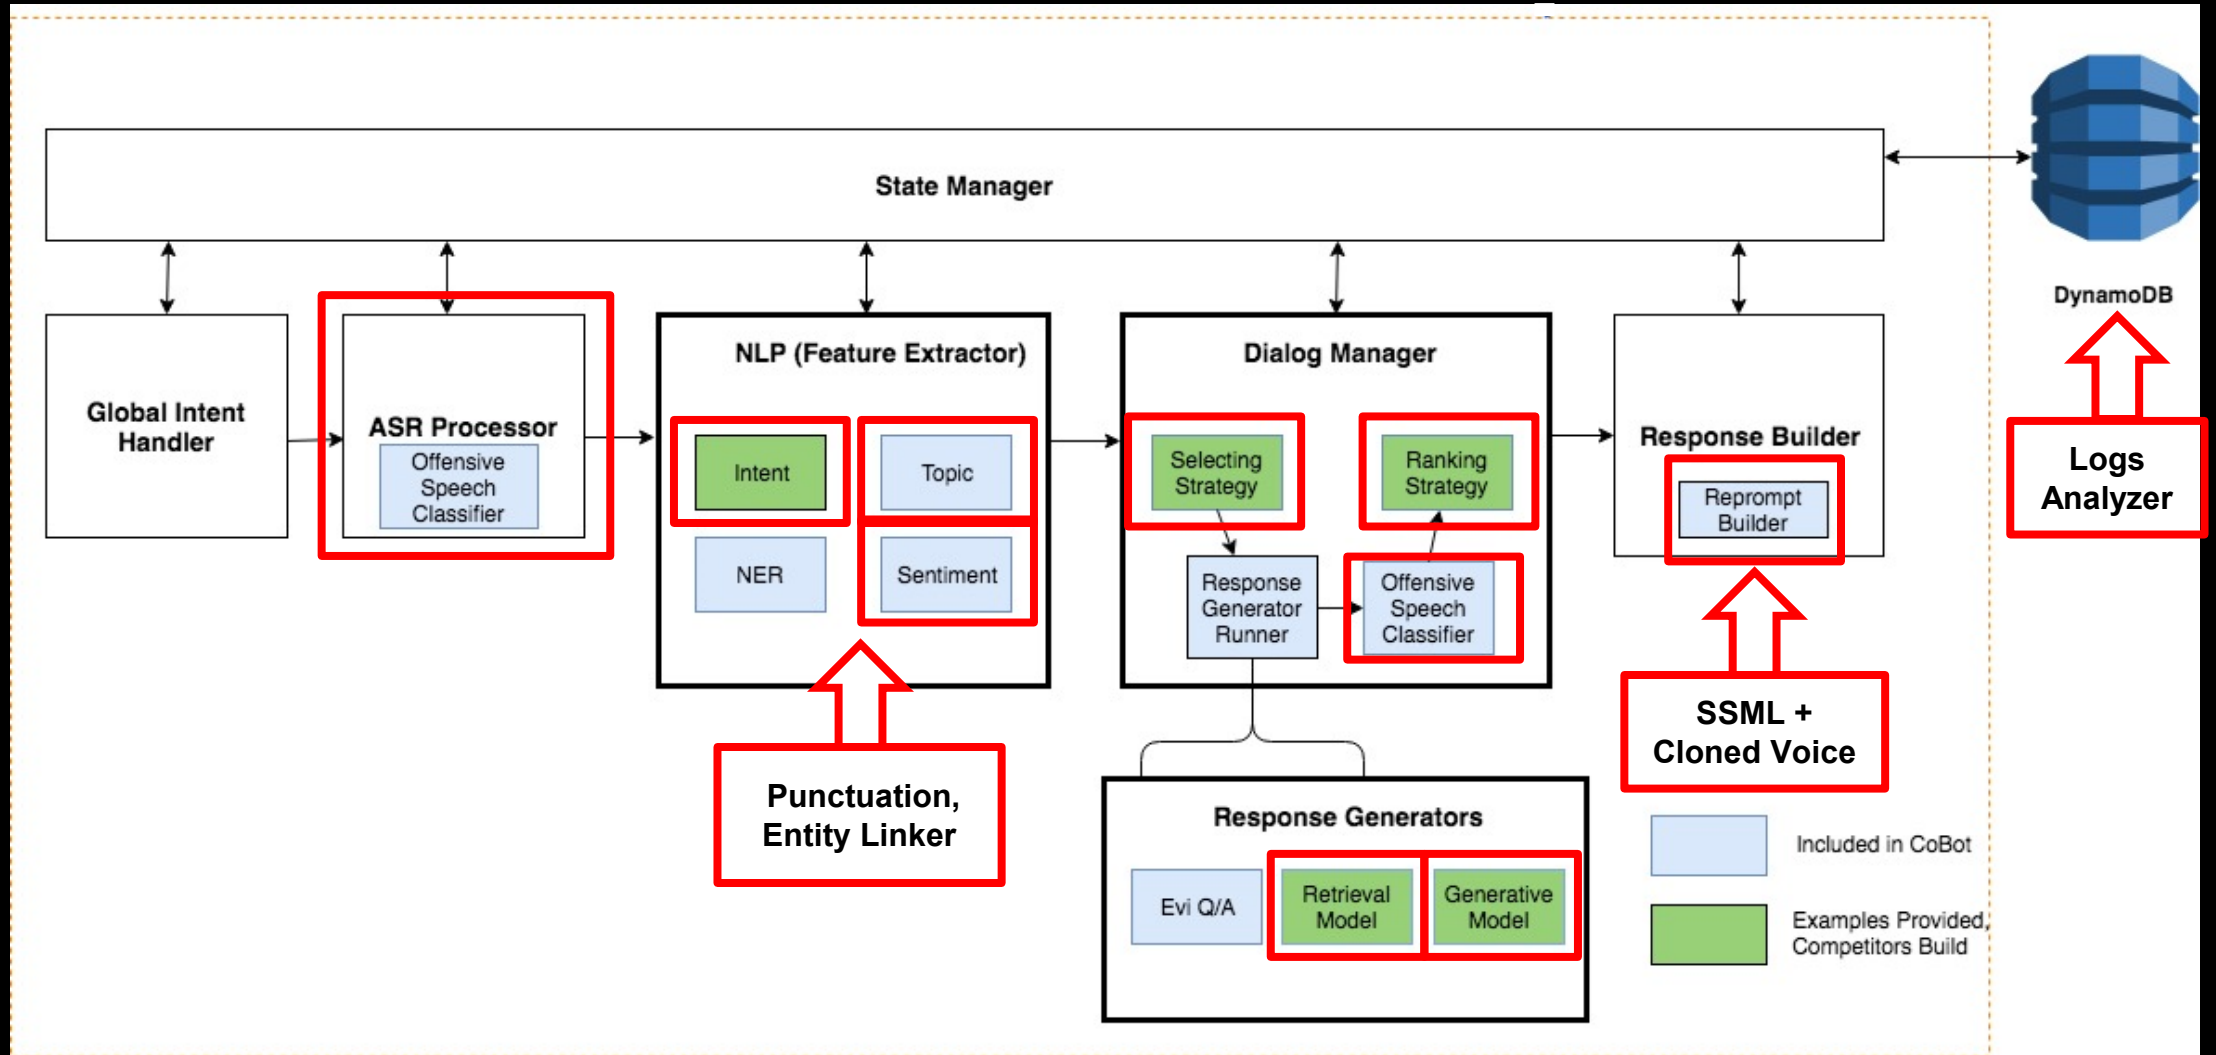 State Manager
DynamoDB
Logs
Analyzer
Global Intent
Handler
ASR Processor
Offensive
Speech
Classifier
NLP (Feature Extractor)
Intent
Topic
NER
Sentiment
Punctuation,
Entity Linker
Dialog Manager
Selecting
Strategy
Ranking
Strategy
Response
Generator
Runner
Offensive
Speech
Classifier
Response Builder
Reprompt
Builder
SSML +
Cloned Voice
Response Generators
Evi Q/A
Retrieval
Model
Generative
Model
Included in CoBot
Examples Provided,
Competitors Build